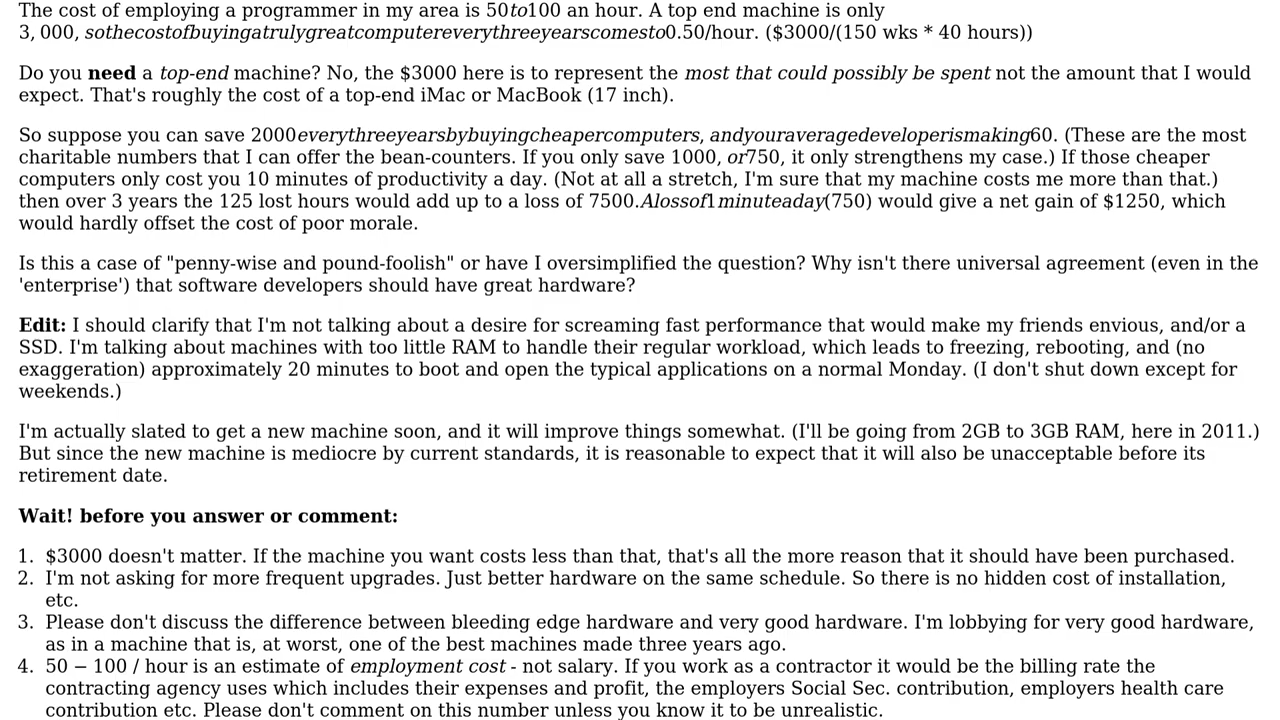 The cost of employing a programmer in my area is 50to100 an hour. A top end machine is only
3, 000, sothecostofbuyingatrulygreatcomputereverythreeyearscomesto0.50/hour. ($3000/(150 wks * 40 hours))
Do you need a top-end machine? No, the $3000 here is to represent the most that could possibly be spent not the amount that I would
expect. That's roughly the cost of a top-end iMac or MacBook (17 inch).
So suppose you can save 2000everythreeyearsbybuyingcheapercomputers, andyouraveragedeveloperismaking60. (These are the most
charitable numbers that I can offer the bean-counters. If you only save 1000, or750, it only strengthens my case.) If those cheaper
computers only cost you 10 minutes of productivity a day. (Not at all a stretch, I'm sure that my machine costs me more than that.)
then over 3 years the 125 lost hours would add up to a loss of 7500.Alossof1minuteaday(750) would give a net gain of $1250, which
would hardly offset the cost of poor morale.
Is this a case of "penny-wise and pound-foolish" or have I oversimplified the question? Why isn't there universal agreement (even in the
'enterprise') that software developers should have great hardware?
Edit: I should clarify that I'm not talking about a desire for screaming fast performance that would make my friends envious, and/or a
SSD. I'm talking about machines with too little RAM to handle their regular workload, which leads to freezing, rebooting, and (no
exaggeration) approximately 20 minutes to boot and open the typical applications on a normal Monday. (I don't shut down except for
weekends.)
I'm actually slated to get a new machine soon, and it will improve things somewhat. (I'll be going from 2GB to 3GB RAM, here in 2011.)
But since the new machine is mediocre by current standards, it is reasonable to expect that it will also be unacceptable before its
retirement date.
Wait! before you answer or comment:
1. $3000 doesn't matter. If the machine you want costs less than that, that's all the more reason that it should have been purchased.
2. I'm not asking for more frequent upgrades. Just better hardware on the same schedule. So there is no hidden cost of installation,
etc.
3. Please don't discuss the difference between bleeding edge hardware and very good hardware. I'm lobbying for very good hardware,
as in a machine that is, at worst, one of the best machines made three years ago.
4. 50 − 100 / hour is an estimate of employment cost - not salary. If you work as a contractor it would be the billing rate the
contracting agency uses which includes their expenses and profit, the employers Social Sec. contribution, employers health care
contribution etc. Please don't comment on this number unless you know it to be unrealistic.